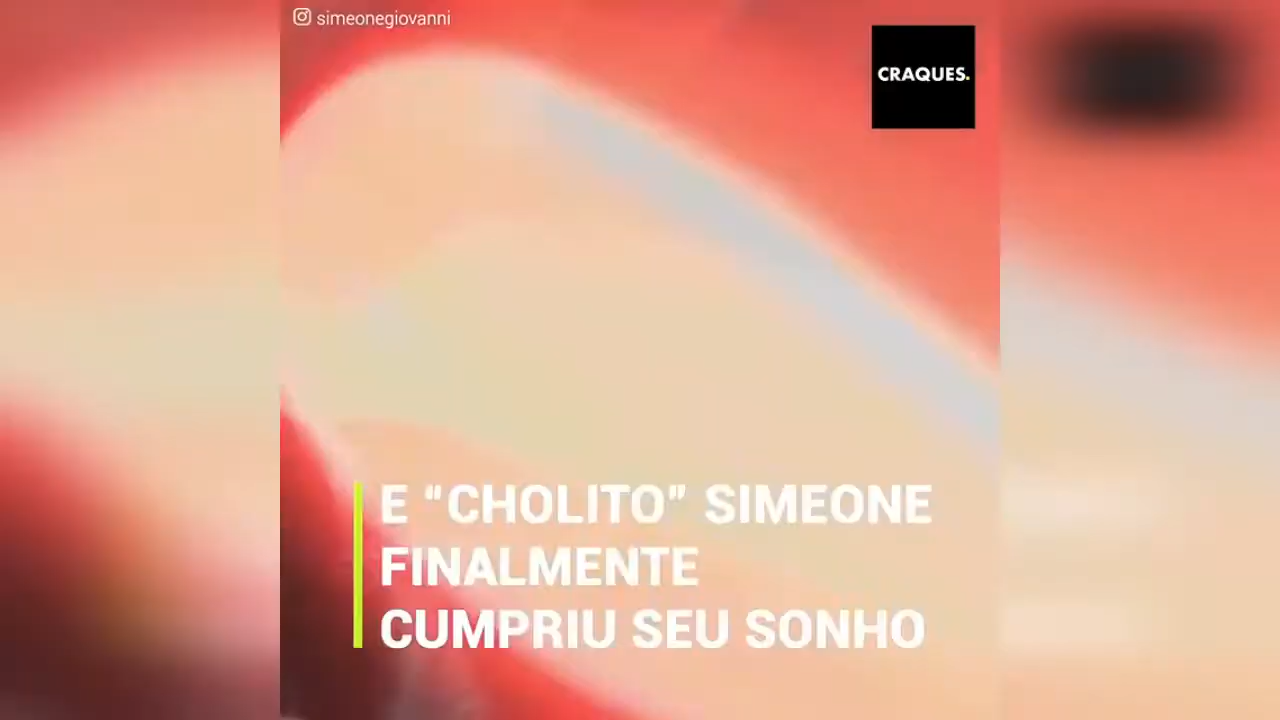 simeonegiovanni
CRAQUES.
E “CHOLITO” SIMEONE
FINALMENTE
CUMPRIU SEU SONHO